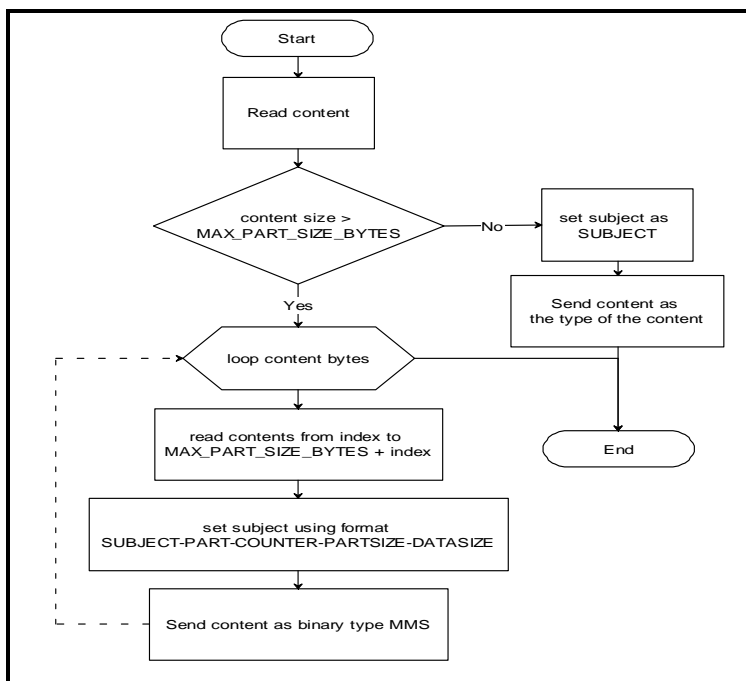 Start
Read content
content size >
MAX_PART_SIZE_BYTES
No
set subject as
SUBJECT
Send content as
the type of the content
Yes
loop content bytes
read contents from index to
MAX_PART_SIZE_BYTES + index
End
set subject using format
SUBJECT-PART-COUNTER-PARTSIZE-DATASIZE
Send content as binary type MMS